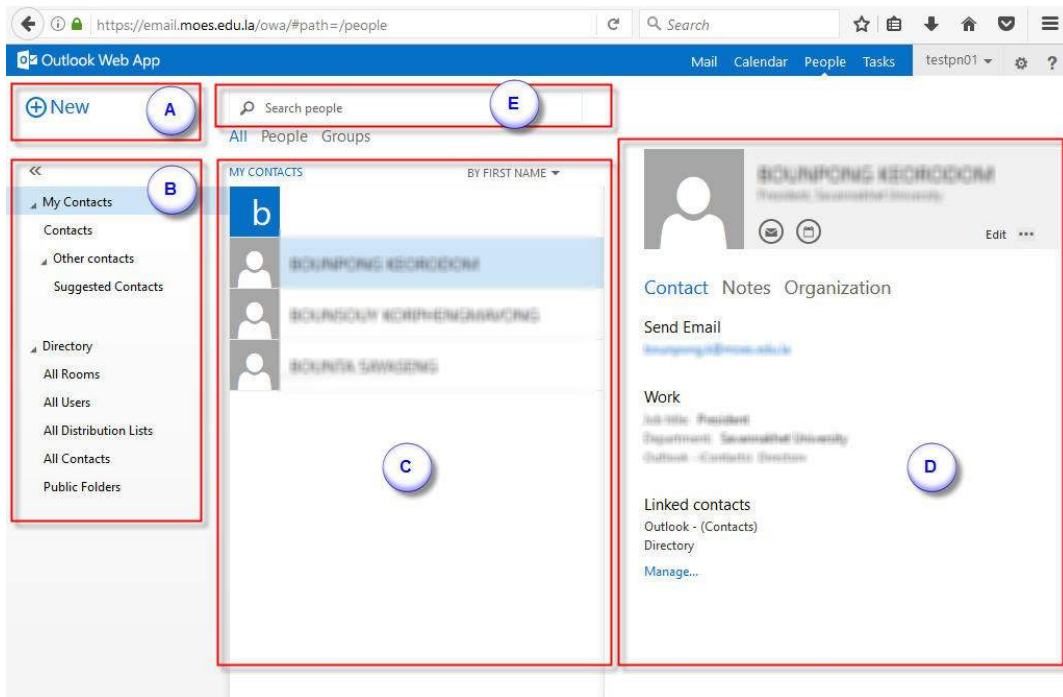 https://email.moes.edu.la/owa/#path=/people
Search
Outlook Web App
Mail Calendar People Tasks testpn01 ?
New
A
Search people
E
All People Groups
B
My Contacts
Contacts
Other contacts
Suggested Contacts
Directory
All Rooms
All Users
All Distribution Lists
All Contacts
Public Folders
MY CONTACTS BY FIRST NAME
b
C
Edit •••
Contact Notes Organization
Send Email
Work
D
Linked contacts
Outlook - (Contacts)
Directory
Manage...